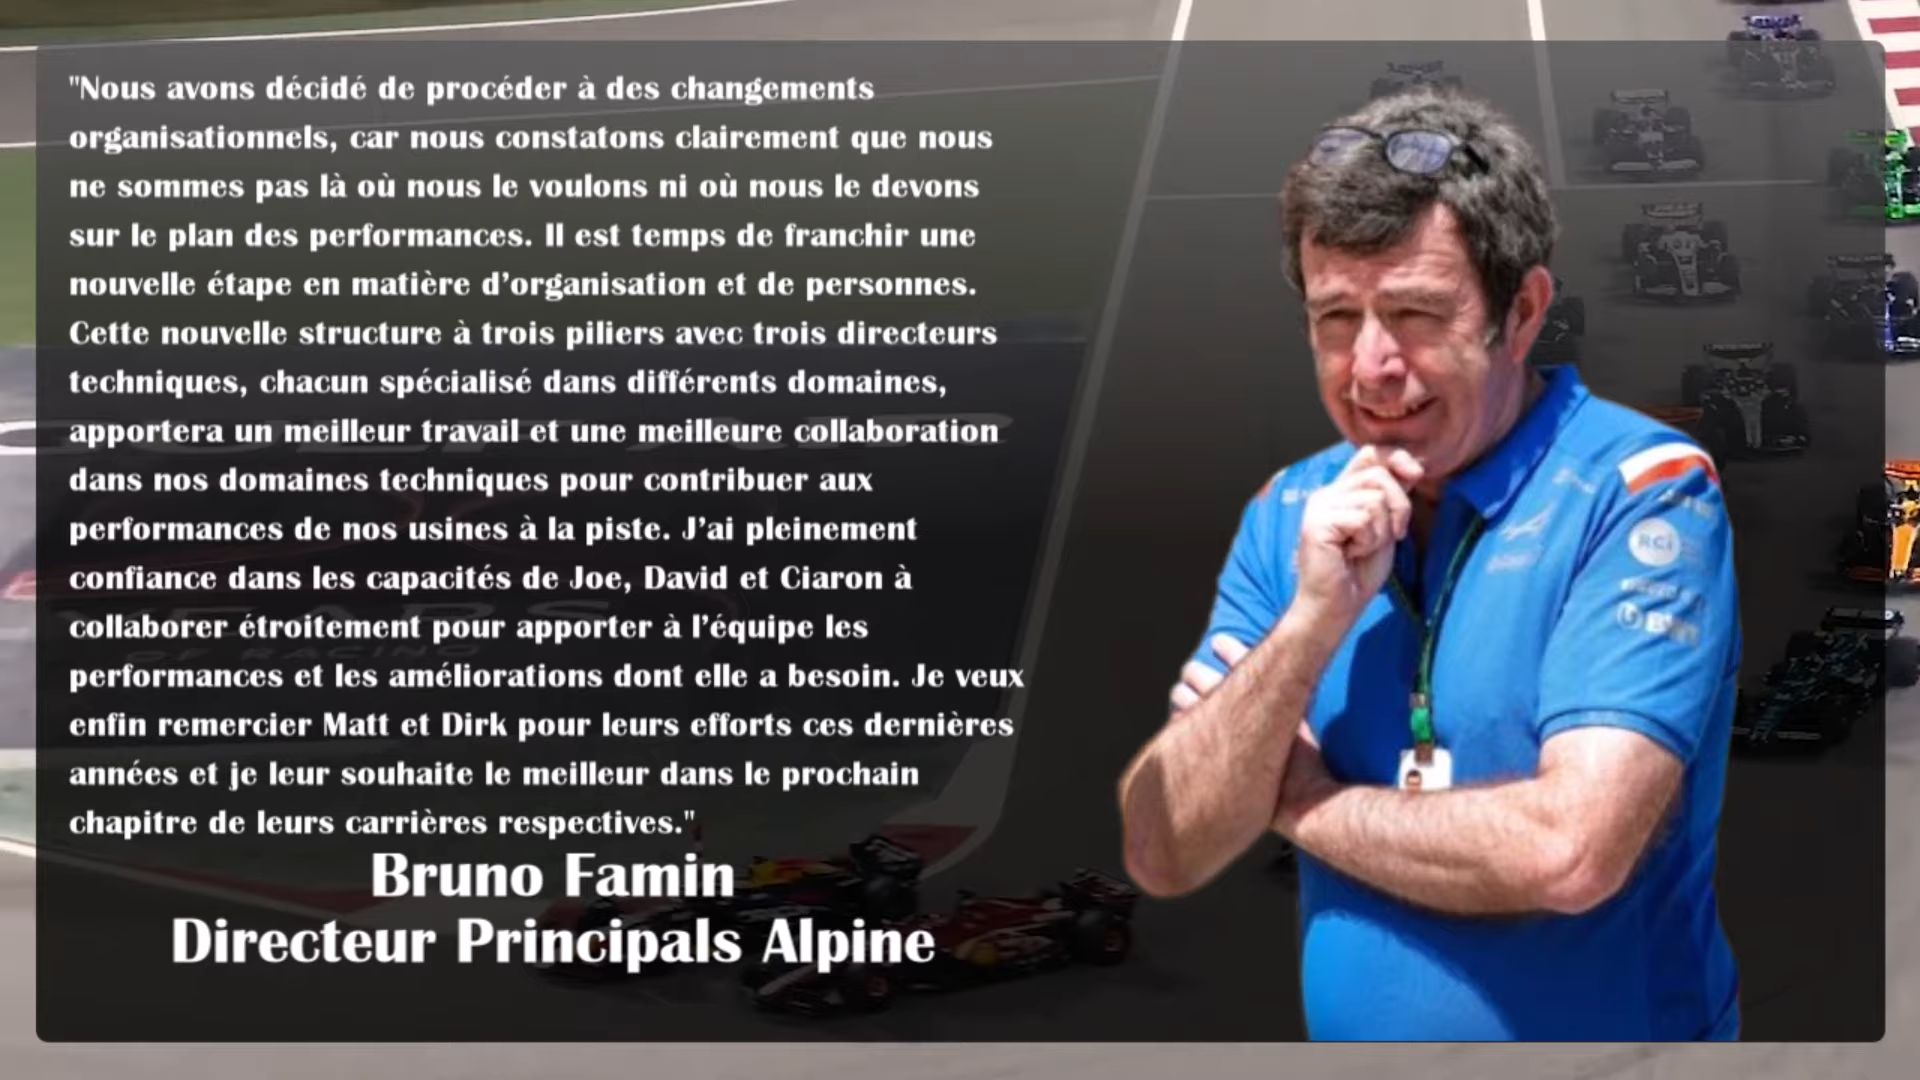 "Nous avons décidé de procéder à des changements
organisationnels, car nous constatons clairement que nous
ne sommes pas là où nous le voulons ni où nous le devons
sur le plan des performances. Il est temps de franchir une
nouvelle étape en matière d’organisation et de personnes.
Cette nouvelle structure à trois piliers avec trois directeurs
techniques, chacun spécialisé dans différents domaines,
apportera un meilleur travail et une meilleure collaboration
dans nos domaines techniques pour contribuer aux
performances de nos usines à la piste. J’ai pleinement
confiance dans les capacités de Joe, David et Ciaron à
collaborer étroitement pour apporter à l’équipe les
performances et les améliorations dont elle a besoin. Je veux
enfin remercier Matt et Dirk pour leurs efforts ces dernières
années et je leur souhaite le meilleur dans le prochain
chapitre de leurs carrières respectives."
Bruno Famin
Directeur Principals Alpine
RCI
BWT
OF RACING